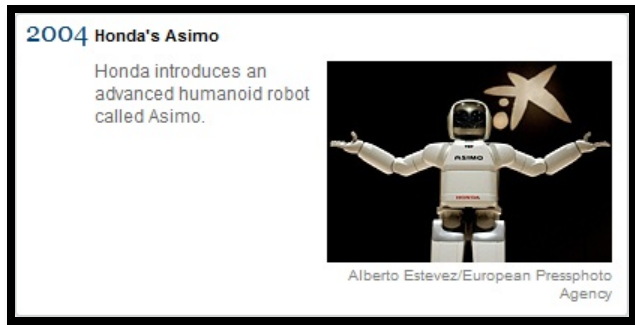 2004 Honda's Asimo
Honda introduces an
advanced humanoid robot
called Asimo.
ASIMO
HONDA
Alberto Estevez/European Pressphoto
Agency